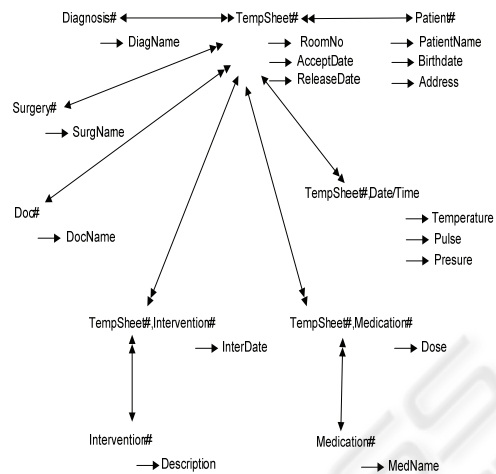 Diagnosis# TempSheet# Patient#
DiagName RoomNo PatientName
AcceptDate Birthdate
ReleaseDate Address
Surgery#
SurgName
TempSheet#,Date/Time
Doc#
Temperature
DocName Pulse
Presure
TempSheet#,Intervention# TempSheet#,Medication#
InterDate Dose
Intervention# Medication#
Description MedName